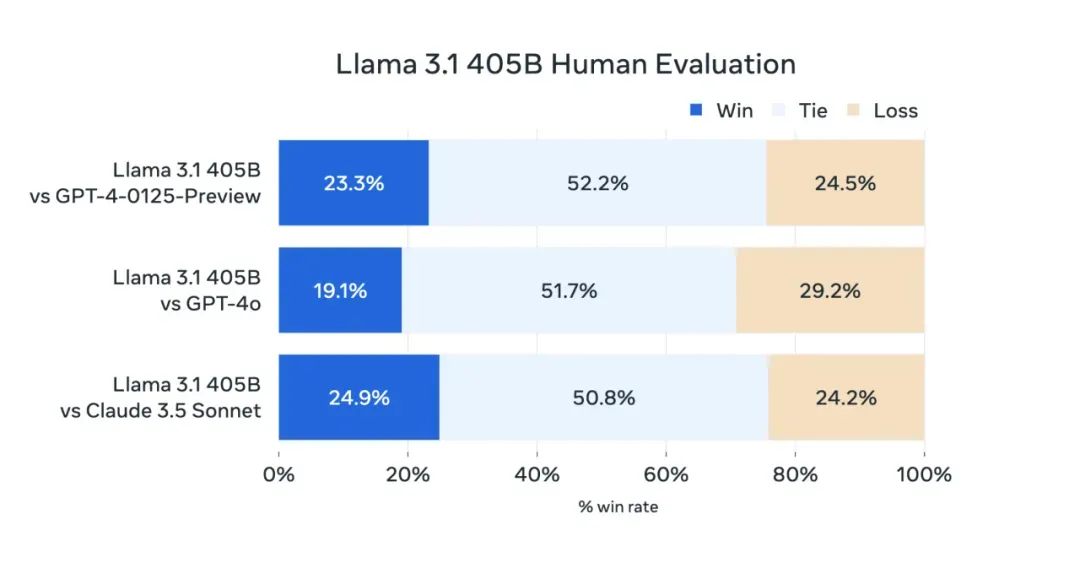 Llama 3.1 405B Human Evaluation
Win Tie Loss
Llama 3.1 405B
vs GPT-4-0125-Preview
23.3% 52.2% 24.5%
Llama 3.1 405B
vs GPT-4o
19.1% 51.7% 29.2%
Llama 3.1 405B
vs Claude 3.5 Sonnet
24.9% 50.8% 24.2%
0% 20% 40% 60% 80% 100%
% win rate